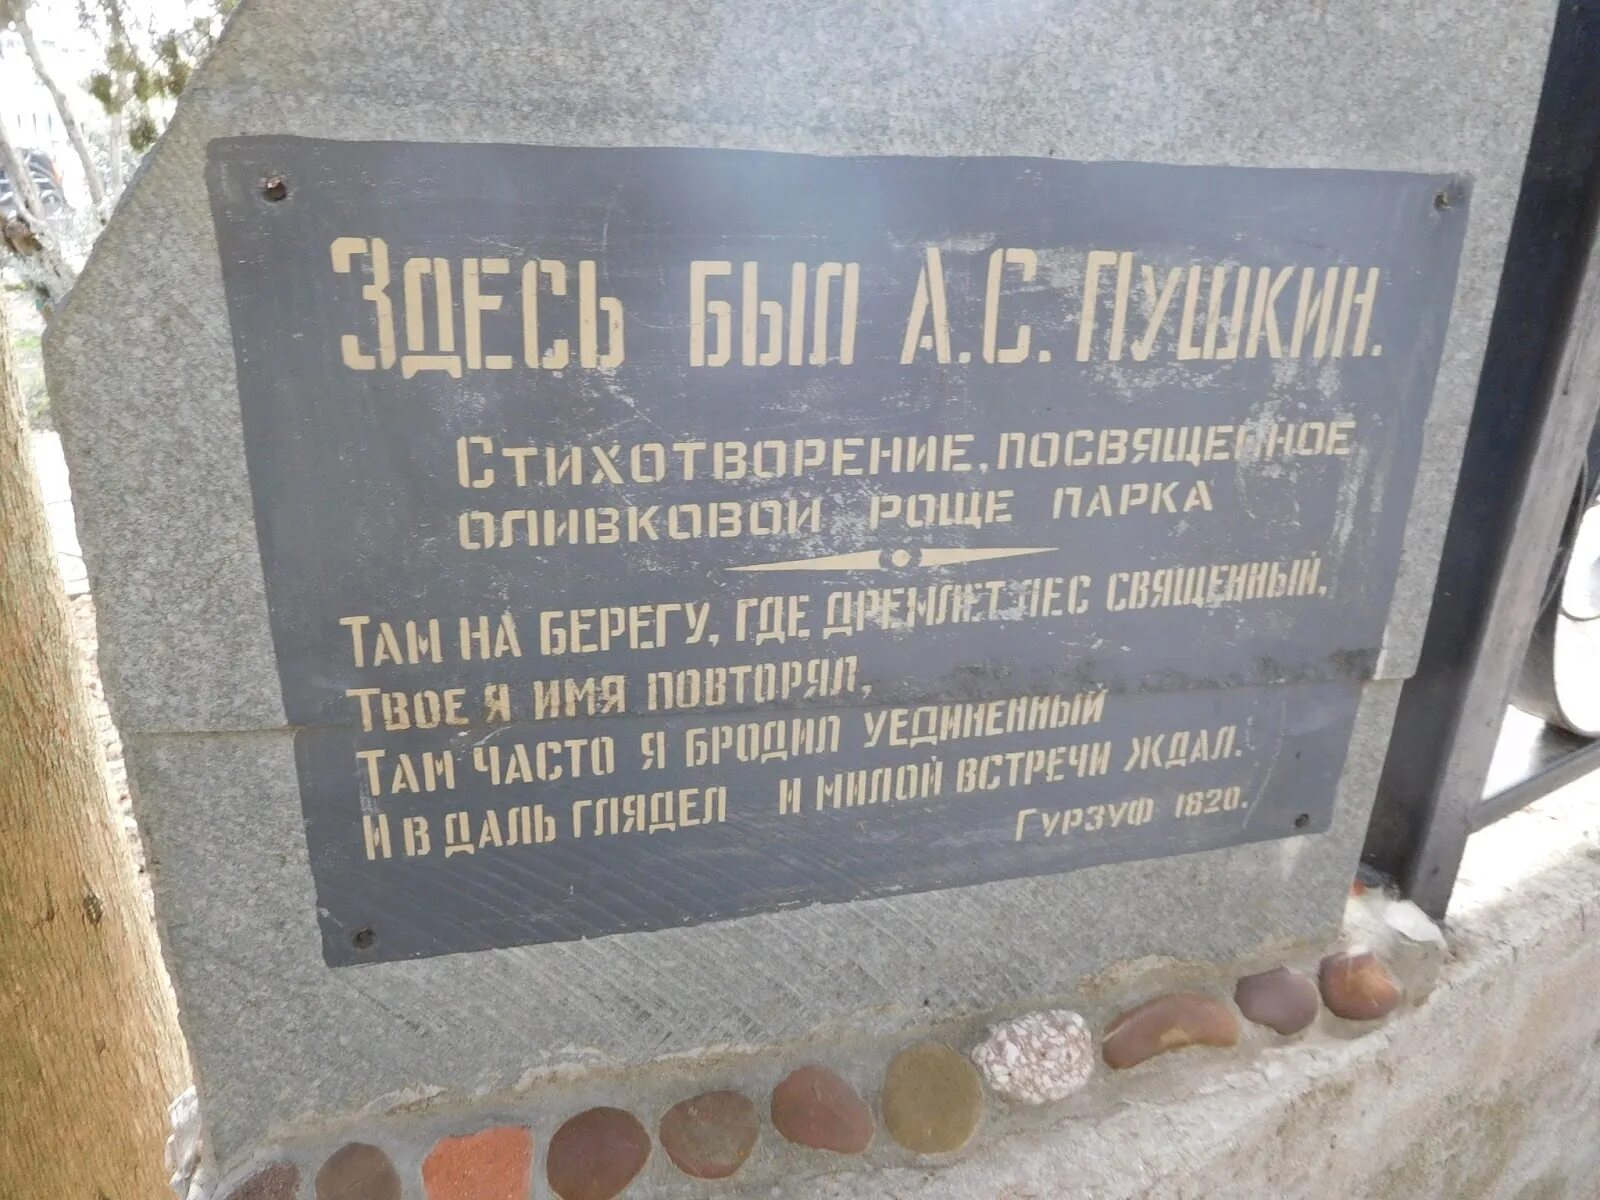 Здесь был А.С. Пушкин.
Стихотворение, посвященное
оливковой роще парка
Там на берегу, где дремлет лес священный,
Твое я имя повторял,
Там часто я бродил уединенный
И в даль глядел и милой встречи ждал.
Гурзуф 1820.